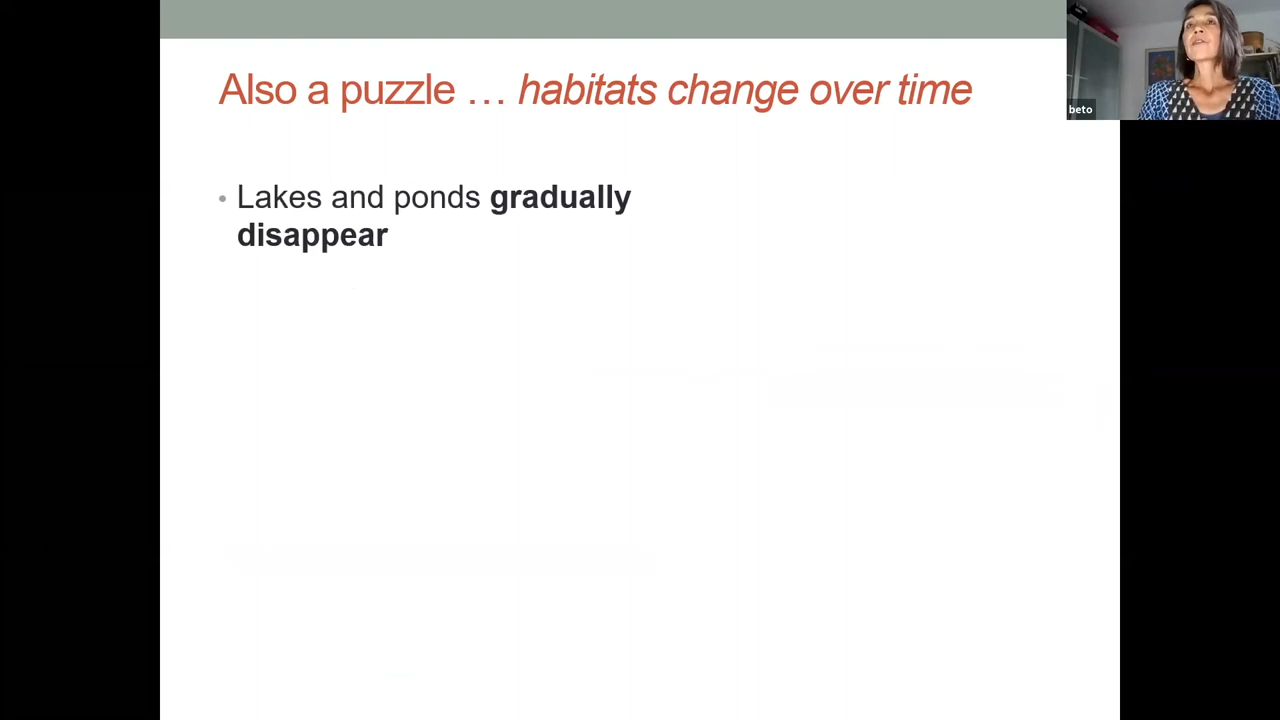 Also a puzzle … habitats change over time
beto
• Lakes and ponds gradually
disappear